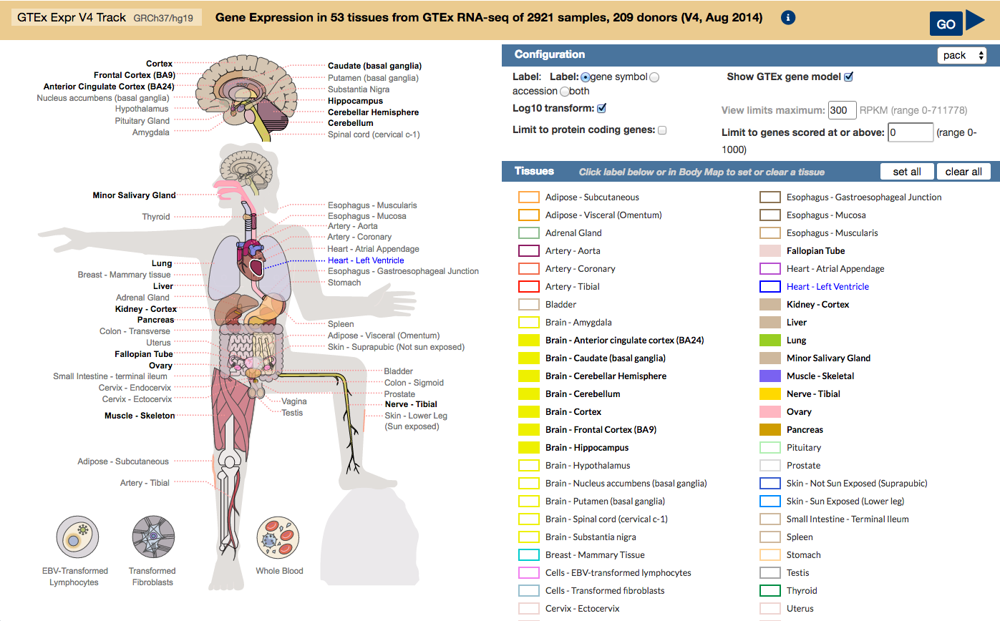 GTEx Expr V4 Track GRCh37/hg19
Gene Expression in 53 tissues from GTEx RNA-seq of 2921 samples, 209 donors (V4, Aug 2014)
i
GO
Cortex
Frontal Cortex (BA9)
Anterior Cingulate Cortex (BA24)
Nucleus accumbens (basal ganglia)
Hypothalamus
Pituitary Gland
Amygdala
Caudate (basal ganglia)
Putamen (basal ganglia)
Substantia Nigra
Hippocampus
Cerebellar Hemisphere
Cerebellum
Spinal cord (cervical c-1)
Minor Salivary Gland
Thyroid
Lung
Breast - Mammary tissue
Liver
Adrenal Gland
Kidney - Cortex
Pancreas
Colon - Transverse
Uterus
Fallopian Tube
Ovary
Small Intestine - terminal ileum
Cervix - Endocervix
Cervix - Ectocervix
Muscle - Skeleton
Adipose - Subcutaneous
Artery - Tibial
Esophagus - Muscularis
Esophagus - Mucosa
Artery - Aorta
Artery - Coronary
Heart - Atrial Appendage
Heart - Left Ventricle
Esophagus - Gastroesophageal Junction
Stomach
Spleen
Adipose - Visceral (Omentum)
Skin - Suprapubic (Not sun exposed)
Bladder
Colon - Sigmoid
Prostate
Vagina
Testis
Nerve - Tibial
Skin - Lower Leg
(Sun exposed)
EBV-Transformed
Lymphocytes
Transformed
Fibroblasts
Whole Blood
Configuration
pack
Label: Label: gene symbol
accession both
Show GTEx gene model
Log10 transform:
View limits maximum: 300 RPKM (range 0-711778)
Limit to protein coding genes:
Limit to genes scored at or above: 0 (range 0-
1000)
Tissues
Click label below or in Body Map to set or clear a tissue
set all
clear all
Adipose - Subcutaneous
Adipose - Visceral (Omentum)
Adrenal Gland
Artery - Aorta
Artery - Coronary
Artery - Tibial
Bladder
Brain - Amygdala
Brain - Anterior cingulate cortex (BA24)
Brain - Caudate (basal ganglia)
Brain - Cerebellar Hemisphere
Brain - Cerebellum
Brain - Cortex
Brain - Frontal Cortex (BA9)
Brain - Hippocampus
Brain - Hypothalamus
Brain - Nucleus accumbens (basal ganglia)
Brain - Putamen (basal ganglia)
Brain - Spinal cord (cervical c-1)
Brain - Substantia nigra
Breast - Mammary Tissue
Cells - EBV-transformed lymphocytes
Cells - Transformed fibroblasts
Cervix - Ectocervix
Esophagus - Gastroesophageal Junction
Esophagus - Mucosa
Esophagus - Muscularis
Fallopian Tube
Heart - Atrial Appendage
Heart - Left Ventricle
Kidney - Cortex
Liver
Lung
Minor Salivary Gland
Muscle - Skeletal
Nerve - Tibial
Ovary
Pancreas
Pituitary
Prostate
Skin - Not Sun Exposed (Suprapubic)
Skin - Sun Exposed (Lower leg)
Small Intestine - Terminal Ileum
Spleen
Stomach
Testis
Thyroid
Uterus